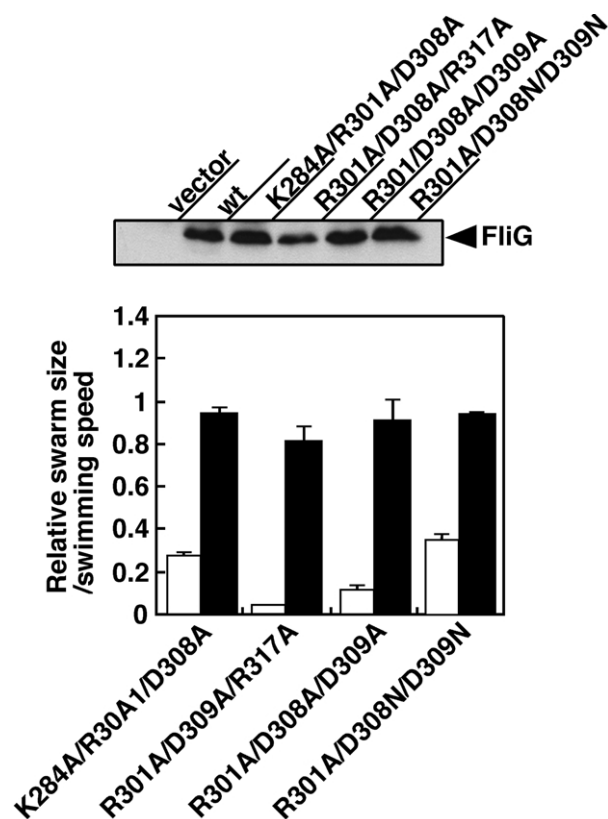 vector
wt
K284A/R301A/D308A
R301A/D308A/R317A
R301/D308A/D309A
R301A/D308N/D309N
FliG
Relative swarm size
/swimming speed
1.4
1.2
1
0.8
0.6
0.4
0.2
0
K284A/R30A1/D308A
R301A/D309A/R317A
R301A/D308A/D309A
R301A/D308N/D309N